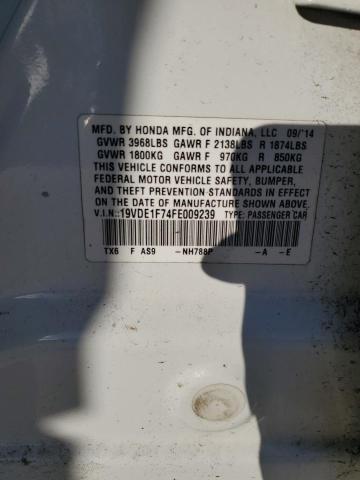 MFD. BY HONDA MFG. OF INDIANA, LLC 09/'14
GVWR 3968LBS GAWR F 2138LBS R 1874LBS
GVWR 1800KG GAWR F 970KG R 850KG
THIS VEHICLE CONFORMS TO ALL APPLICABLE
FEDERAL MOTOR VEHICLE SAFETY, BUMPER,
AND THEFT PREVENTION STANDARDS IN EFFECT
ON THE DATE OF MANUFACTURE SHOWN ABOVE.
V.I.N.:19VDE1F74FE009239 TYPE: PASSENGER CAR
TX6 F AS9 -NH788P -A -E